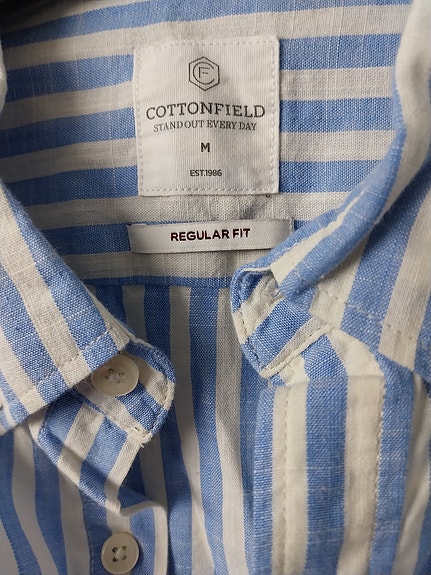 CF
COTTONFIELD
STAND OUT EVERY DAY
M
EST.1986
REGULAR FIT